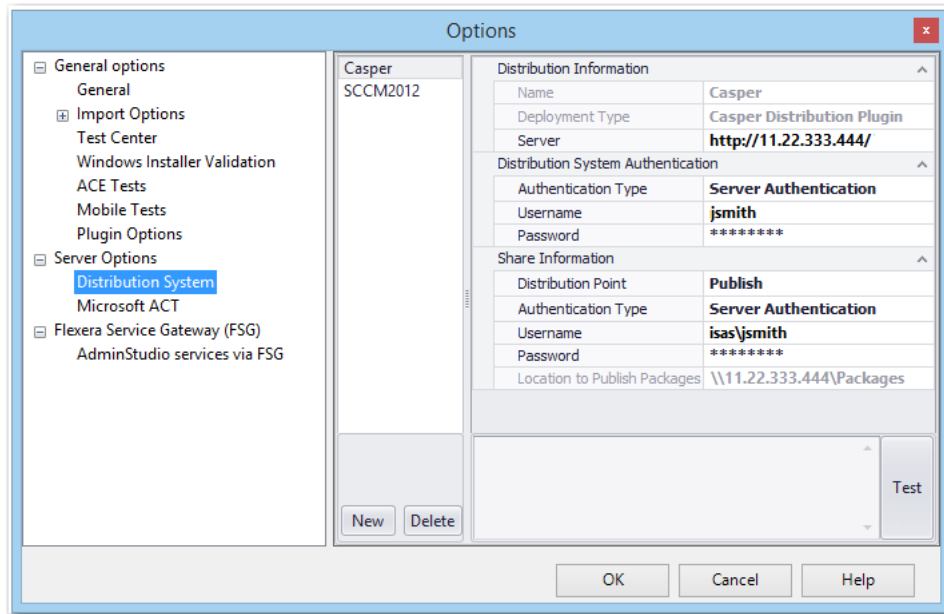 Options
x
General options
General
Import Options
Test Center
Windows Installer Validation
ACE Tests
Mobile Tests
Plugin Options
Server Options
Distribution System
Microsoft ACT
Flexera Service Gateway (FSG)
AdminStudio services via FSG
Casper
SCCM2012
New Delete
Distribution Information
Name Casper
Deployment Type Casper Distribution Plugin
Server http://11.22.333.444/
Distribution System Authentication
Authentication Type Server Authentication
Username jsmith
Password ********
Share Information
Distribution Point Publish
Authentication Type Server Authentication
Username isas\jsmith
Password ********
Location to Publish Packages \\11.22.333.444\Packages
Test
OK Cancel Help